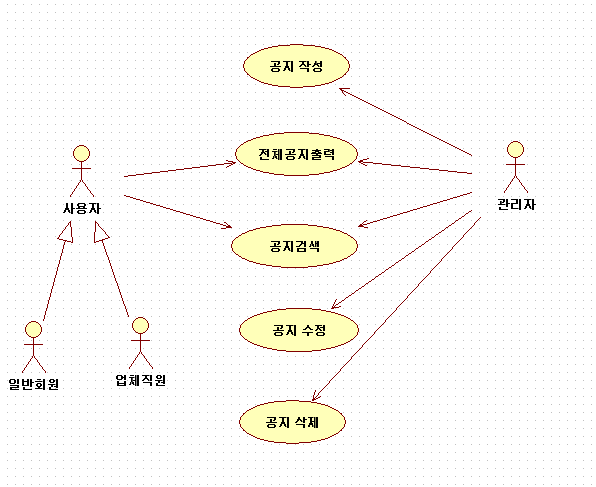 공지 작성
전체공지출력
사용자
관리자
공지검색
공지 수정
일반회원
업체직원
공지 삭제